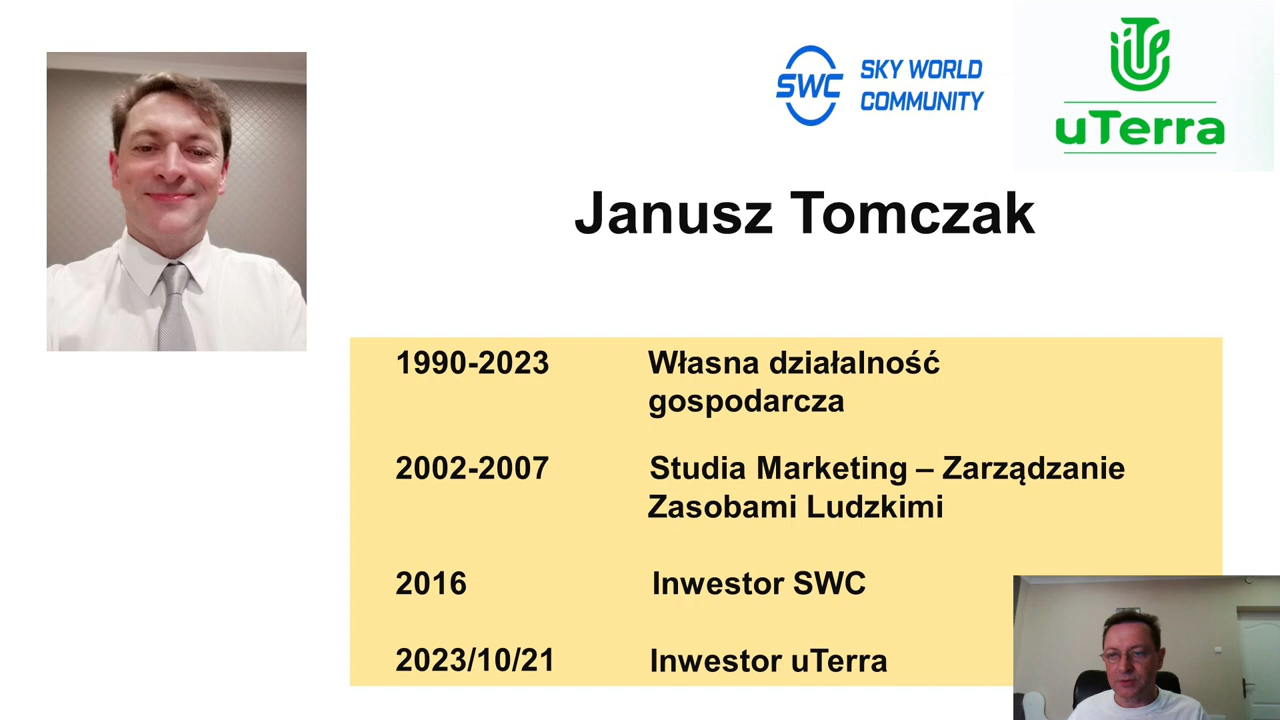 SWC
SKY WORLD
COMMUNITY
uTerra
Janusz Tomczak
1990-2023 Własna działalność
gospodarcza
2002-2007 Studia Marketing – Zarządzanie
Zasobami Ludzkimi
2016 Inwestor SWC
2023/10/21 Inwestor uTerra